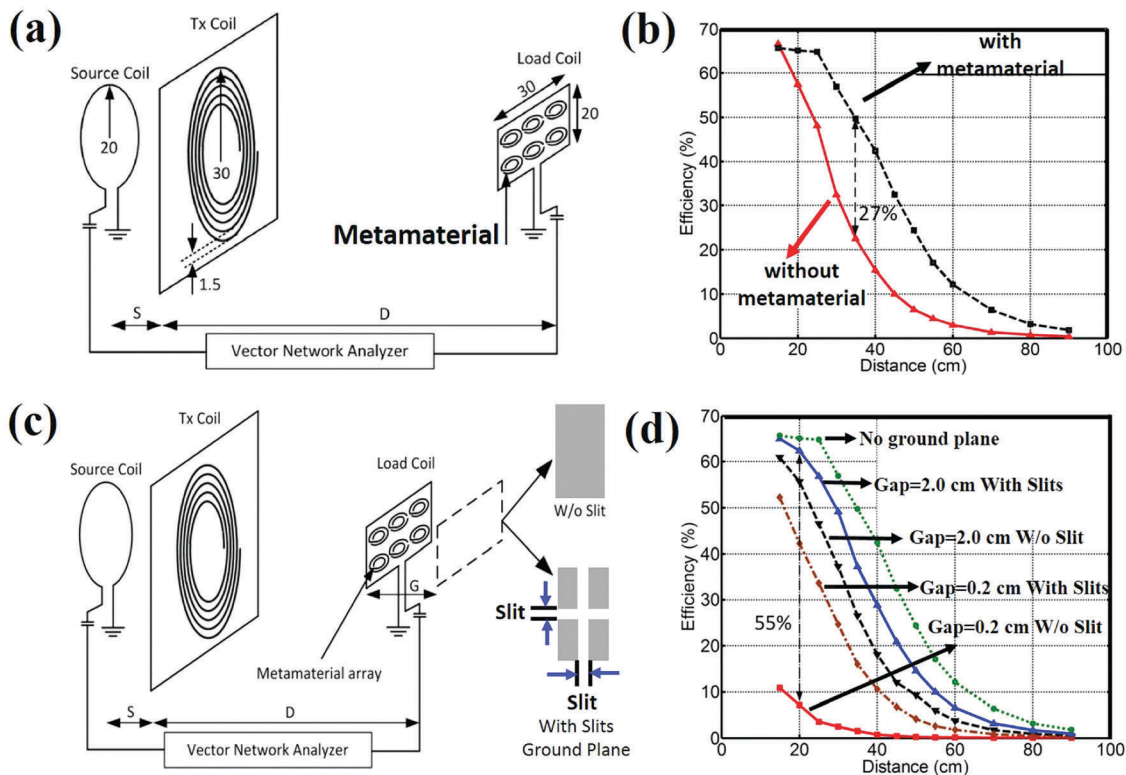 (a)
Tx Coil
Source Coil
20
30
1.5
Load Coil
30
20
Metamaterial
S
D
Vector Network Analyzer
(b)
Efficiency (%)
70
60
50
40
30
20
10
0
0
20
40
60
80
100
Distance (cm)
with
metamaterial
27%
without
metamaterial
(c)
Tx Coil
Source Coil
Load Coil
G
Metamaterial array
S
D
Vector Network Analyzer
W/o Slit
Slit
Slit
With Slits
Ground Plane
(d)
Efficiency (%)
70
60
50
40
30
20
10
0
0
20
40
60
80
100
Distance (cm)
No ground plane
Gap=2.0 cm With Slits
Gap=2.0 cm W/o Slit
Gap=0.2 cm With Slits
Gap=0.2 cm W/o Slit
55%